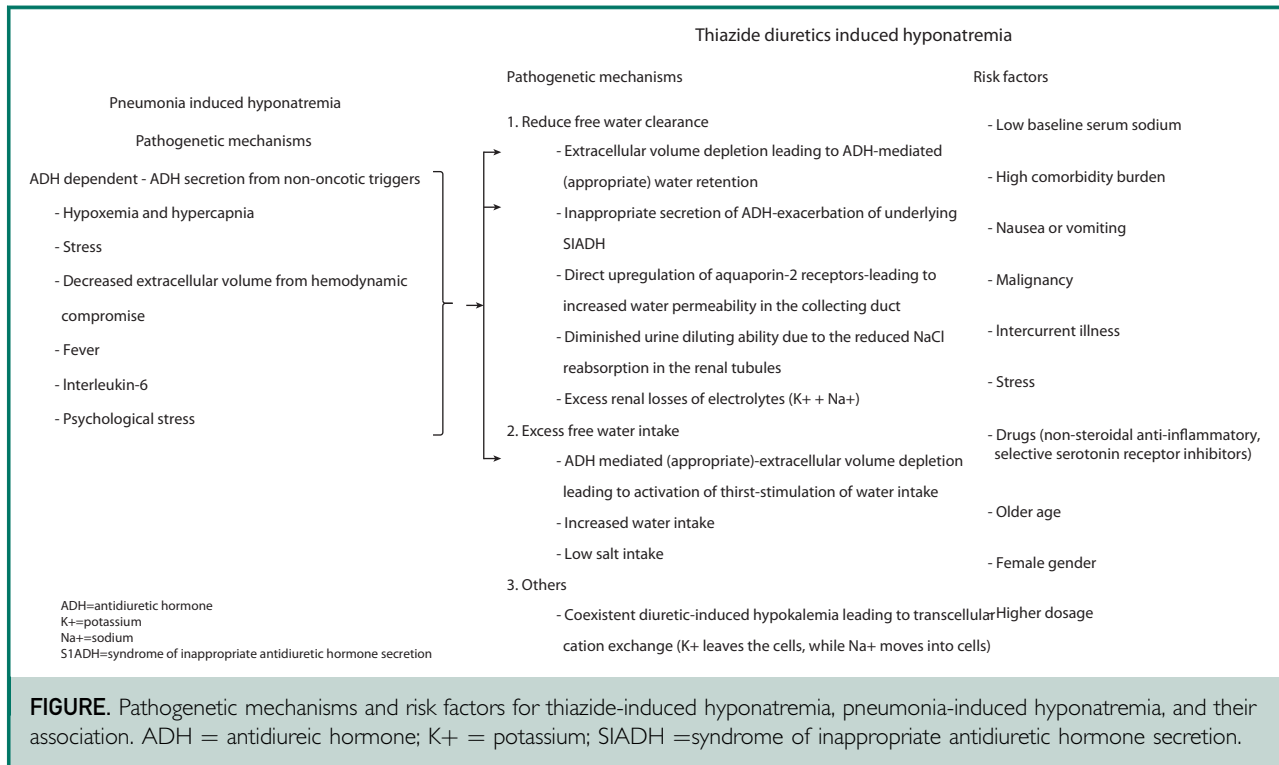 Thiazide diuretics induced hyponatremia
Pneumonia induced hyponatremia
Pathogenetic mechanisms
ADH dependent - ADH secretion from non-oncotic triggers
- Hypoxemia and hypercapnia
- Stress
- Decreased extracellular volume from hemodynamic
compromise
- Fever
- Interleukin-6
- Psychological stress
Pathogenetic mechanisms
1. Reduce free water clearance
- Extracellular volume depletion leading to ADH-mediated
(appropriate) water retention
- Inappropriate secretion of ADH-exacerbation of underlying
SIADH
- Direct upregulation of aquaporin-2 receptors-leading to
increased water permeability in the collecting duct
- Diminished urine diluting ability due to the reduced NaCl
reabsorption in the renal tubules
- Excess renal losses of electrolytes (K+ + Na+)
2. Excess free water intake
- ADH mediated (appropriate)-extracellular volume depletion
leading to activation of thirst-stimulation of water intake
- Increased water intake
- Low salt intake
3. Others
- Coexistent diuretic-induced hypokalemia leading to transcellular
cation exchange (K+ leaves the cells, while Na+ moves into cells)
Risk factors
- Low baseline serum sodium
- High comorbidity burden
- Nausea or vomiting
- Malignancy
- Intercurrent illness
- Stress
- Drugs (non-steroidal anti-inflammatory,
selective serotonin receptor inhibitors)
- Older age
- Female gender
- Higher dosage
ADH=antidiuretic hormone
K+=potassium
Na+=sodium
S1ADH=syndrome of inappropriate antidiuretic hormone secretion
FIGURE. Pathogenetic mechanisms and risk factors for thiazide-induced hyponatremia, pneumonia-induced hyponatremia, and their
association. ADH = antidiureic hormone; K+ = potassium; SIADH =syndrome of inappropriate antidiuretic hormone secretion.